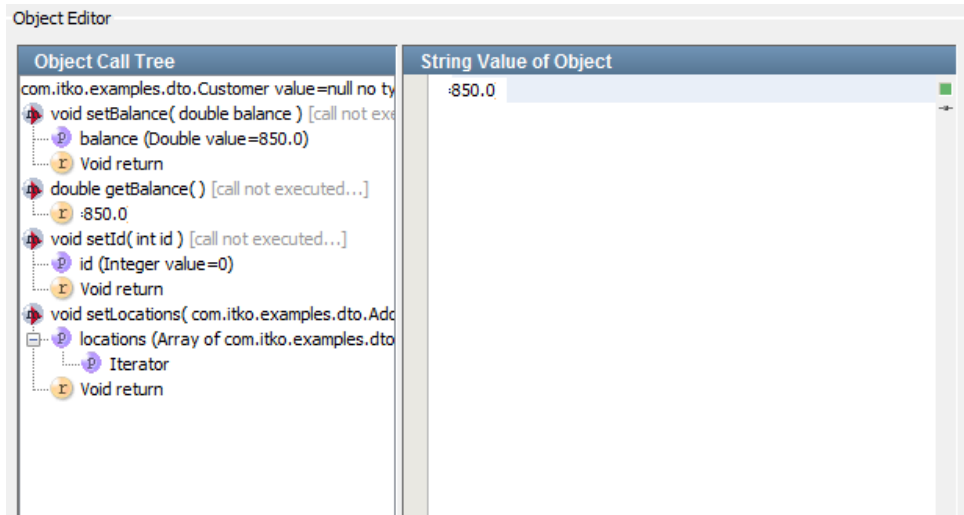 Object Editor
Object Call Tree
com.itko.examples.dto.Customer value=null no ty
void setBalance( double balance ) [call not exe
P balance (Double value=850.0)
r Void return
double getBalance( ) [call not executed...]
r :850.0
void setId( int id ) [call not executed...]
P id (Integer value=0)
r Void return
void setLocations( com.itko.examples.dto.Add
P locations (Array of com.itko.examples.dto
P Iterator
r Void return
String Value of Object
:850.0